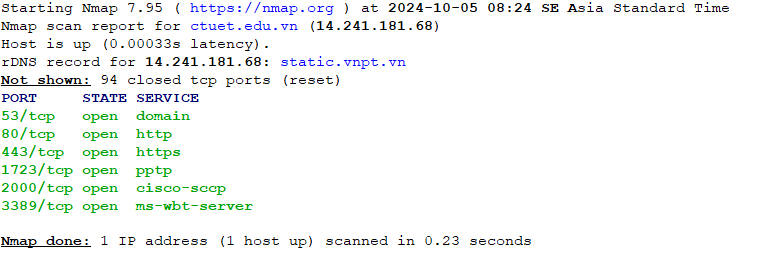 Starting Nmap 7.95 ( https://nmap.org ) at 2024-10-05 08:24 SE Asia Standard Time
Nmap scan report for ctuet.edu.vn (14.241.181.68)
Host is up (0.00033s latency).
rDNS record for 14.241.181.68: static.vnpt.vn
Not shown: 94 closed tcp ports (reset)
PORT     STATE SERVICE
53/tcp   open  domain
80/tcp   open  http
443/tcp  open  https
1723/tcp open  pptp
2000/tcp open  cisco-sccp
3389/tcp open  ms-wbt-server
Nmap done: 1 IP address (1 host up) scanned in 0.23 seconds